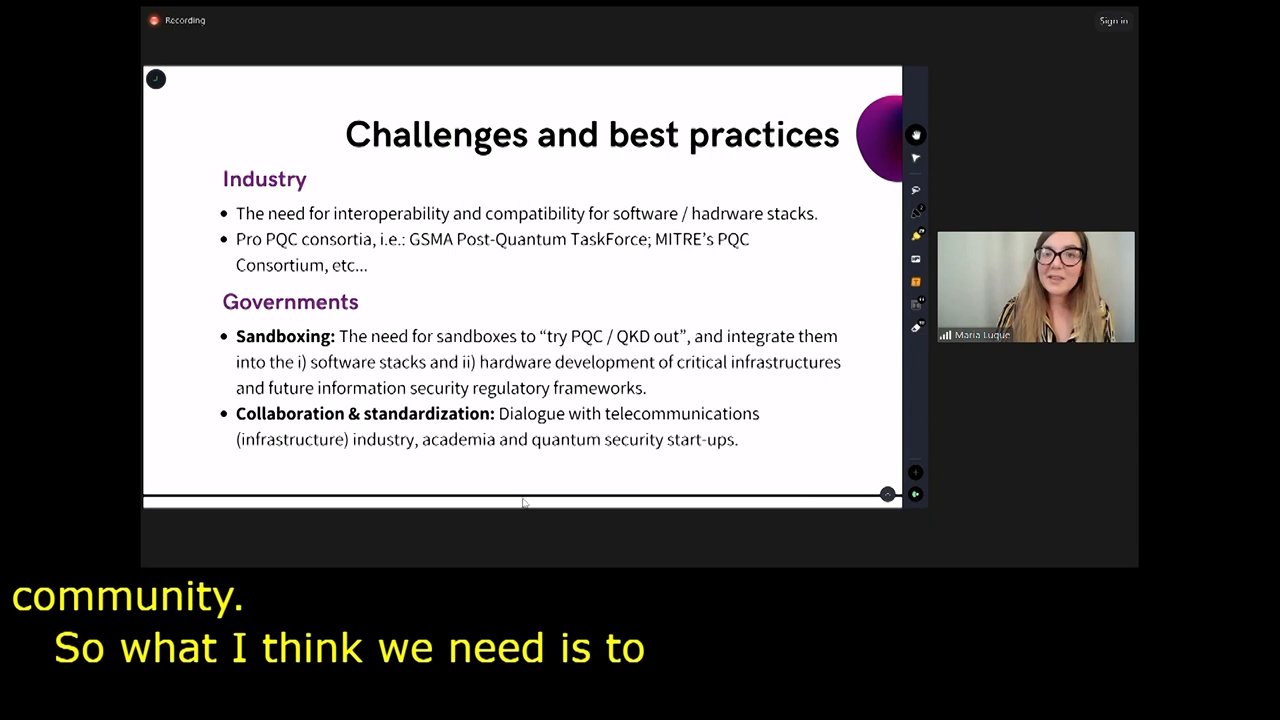 Recording
Sign in
Challenges and best practices
Industry
• The need for interoperability and compatibility for software / hadrware stacks.
• Pro PQC consortia, i.e.: GSMA Post-Quantum TaskForce; MITRE’s PQC
Consortium, etc...
Governments
• Sandboxing: The need for sandboxes to “try PQC / QKD out”, and integrate them
into the i) software stacks and ii) hardware development of critical infrastructures
and future information security regulatory frameworks.
• Collaboration & standardization: Dialogue with telecommunications
(infrastructure) industry, academia and quantum security start-ups.
Maria Luque
community.
So what I think we need is to